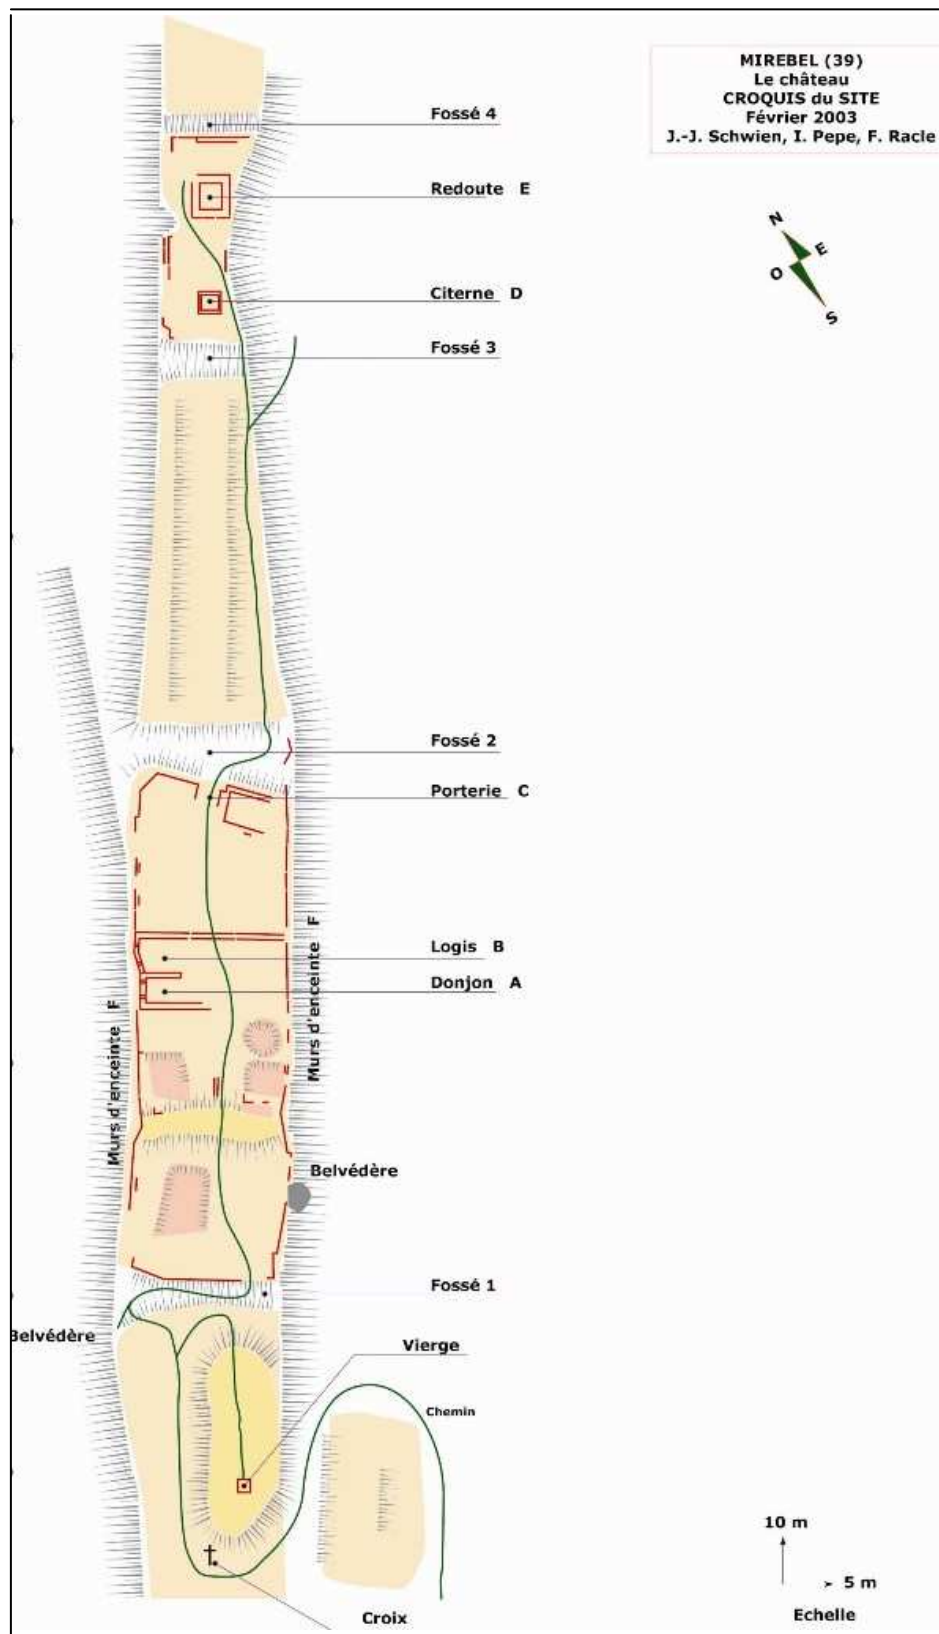 MIREBEL (39)
Le château
CROQUIS du SITE
Février 2003
J.-J. Schwien, I. Pepe, F. Racle
Fossé 4
Redoute E
N
E
O
S
Citerne D
Fossé 3
Fossé 2
Porterie C
Logis B
Donjon A
Murs d'enceinte F
Murs d'enceinte F
Belvédère
Fossé 1
Belvédère
Vierge
Chemin
10 m
5 m
Echelle
Croix